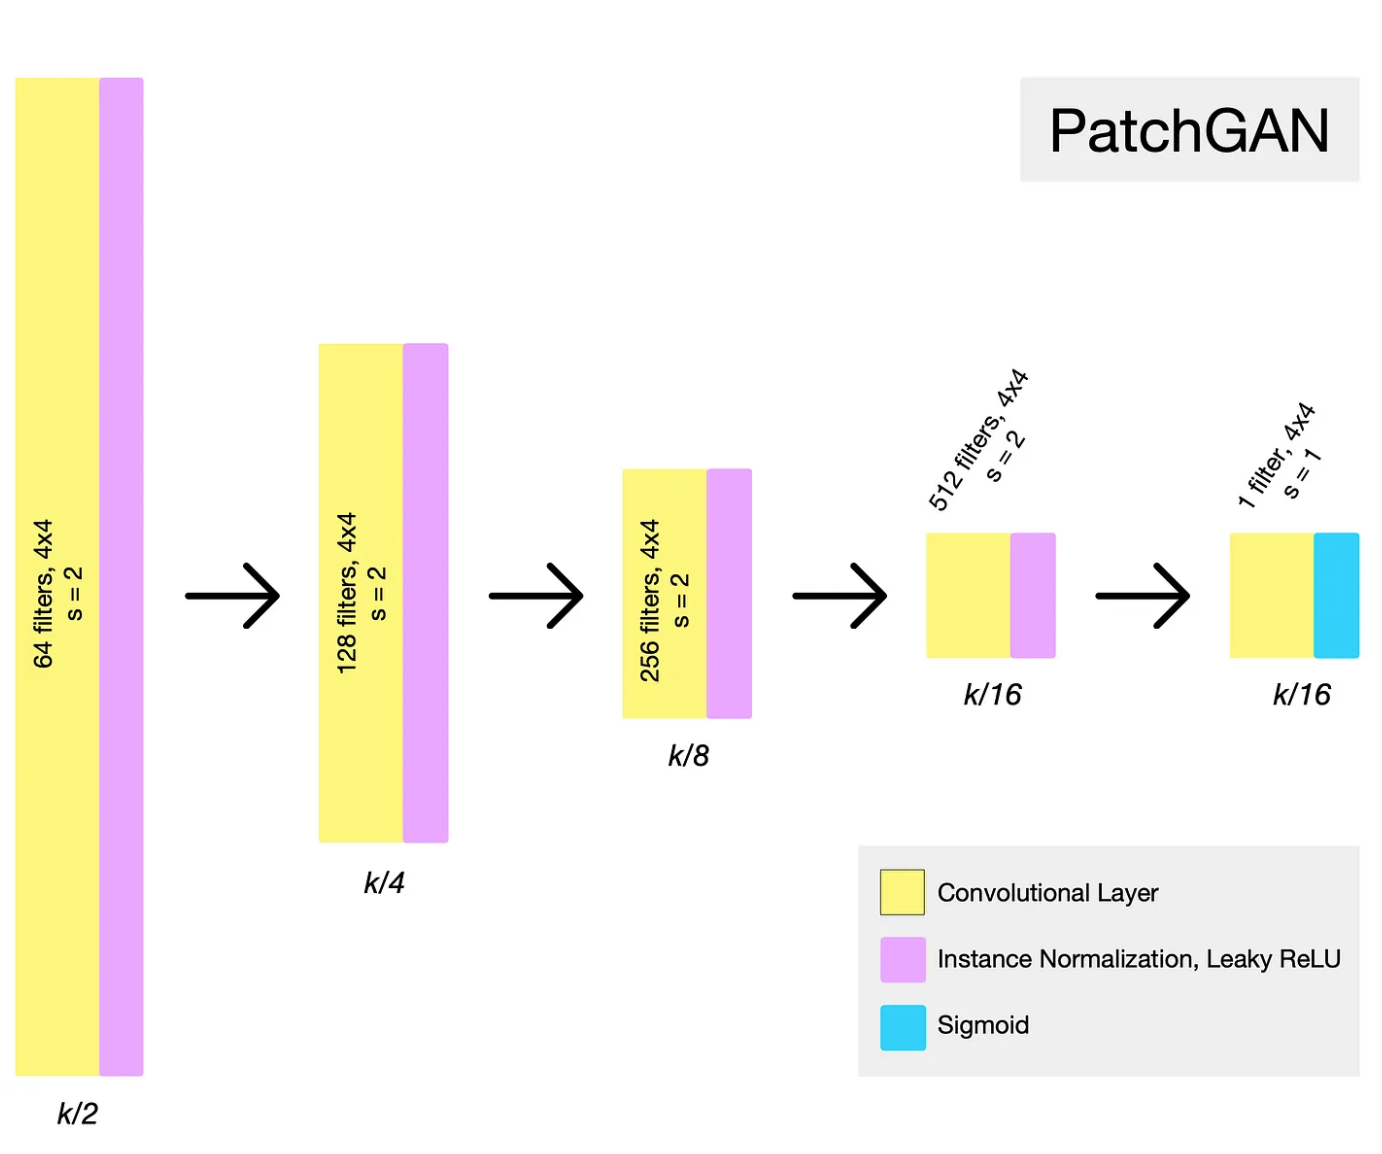 PatchGAN
64 filters, 4x4
s = 2
k/2
128 filters, 4x4
s = 2
k/4
256 filters, 4x4
s = 2
k/8
512 filters, 4x4
s = 2
k/16
1 filter, 4x4
s = 1
k/16
Convolutional Layer
Instance Normalization, Leaky ReLU
Sigmoid